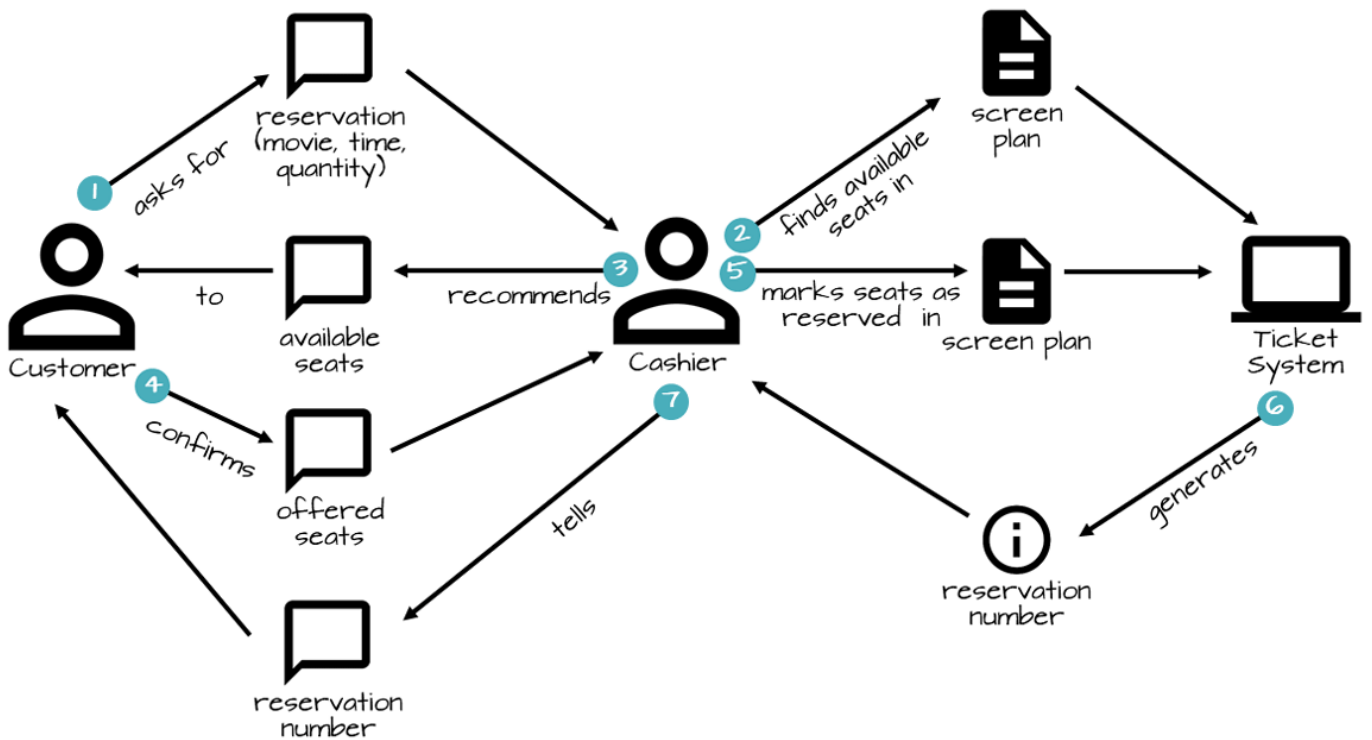 reservation
(movie, time,
quantity)
1
asks for
Customer
to
available
seats
3
recommends
4
confirms
offered
seats
Cashier
2
finds available
seats in
screen
plan
5
marks seats as
reserved in
screen plan
Ticket
System
6
generates
reservation
number
7
tells
reservation
number